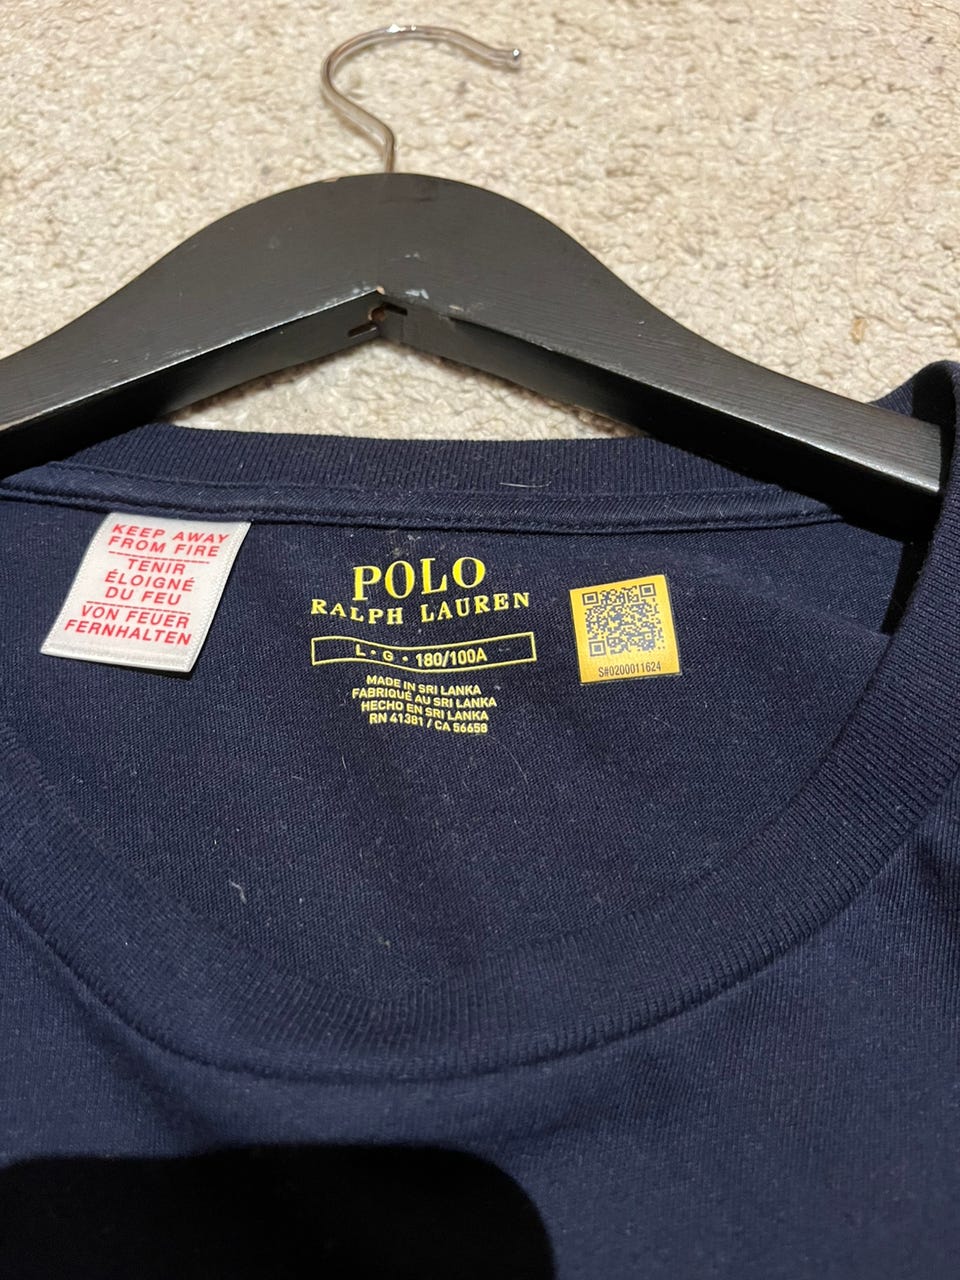 KEEP AWAY
FROM FIRE
TENIR
ÉLOIGNÉ
DU FEU
VON FEUER
FERNHALTEN
POLO
RALPH LAUREN
L • G • 180/100A
MADE IN SRI LANKA
FABRIQUÉ AU SRI LANKA
HECHO EN SRI LANKA
RN 41381 / CA 56658
S#0200011624